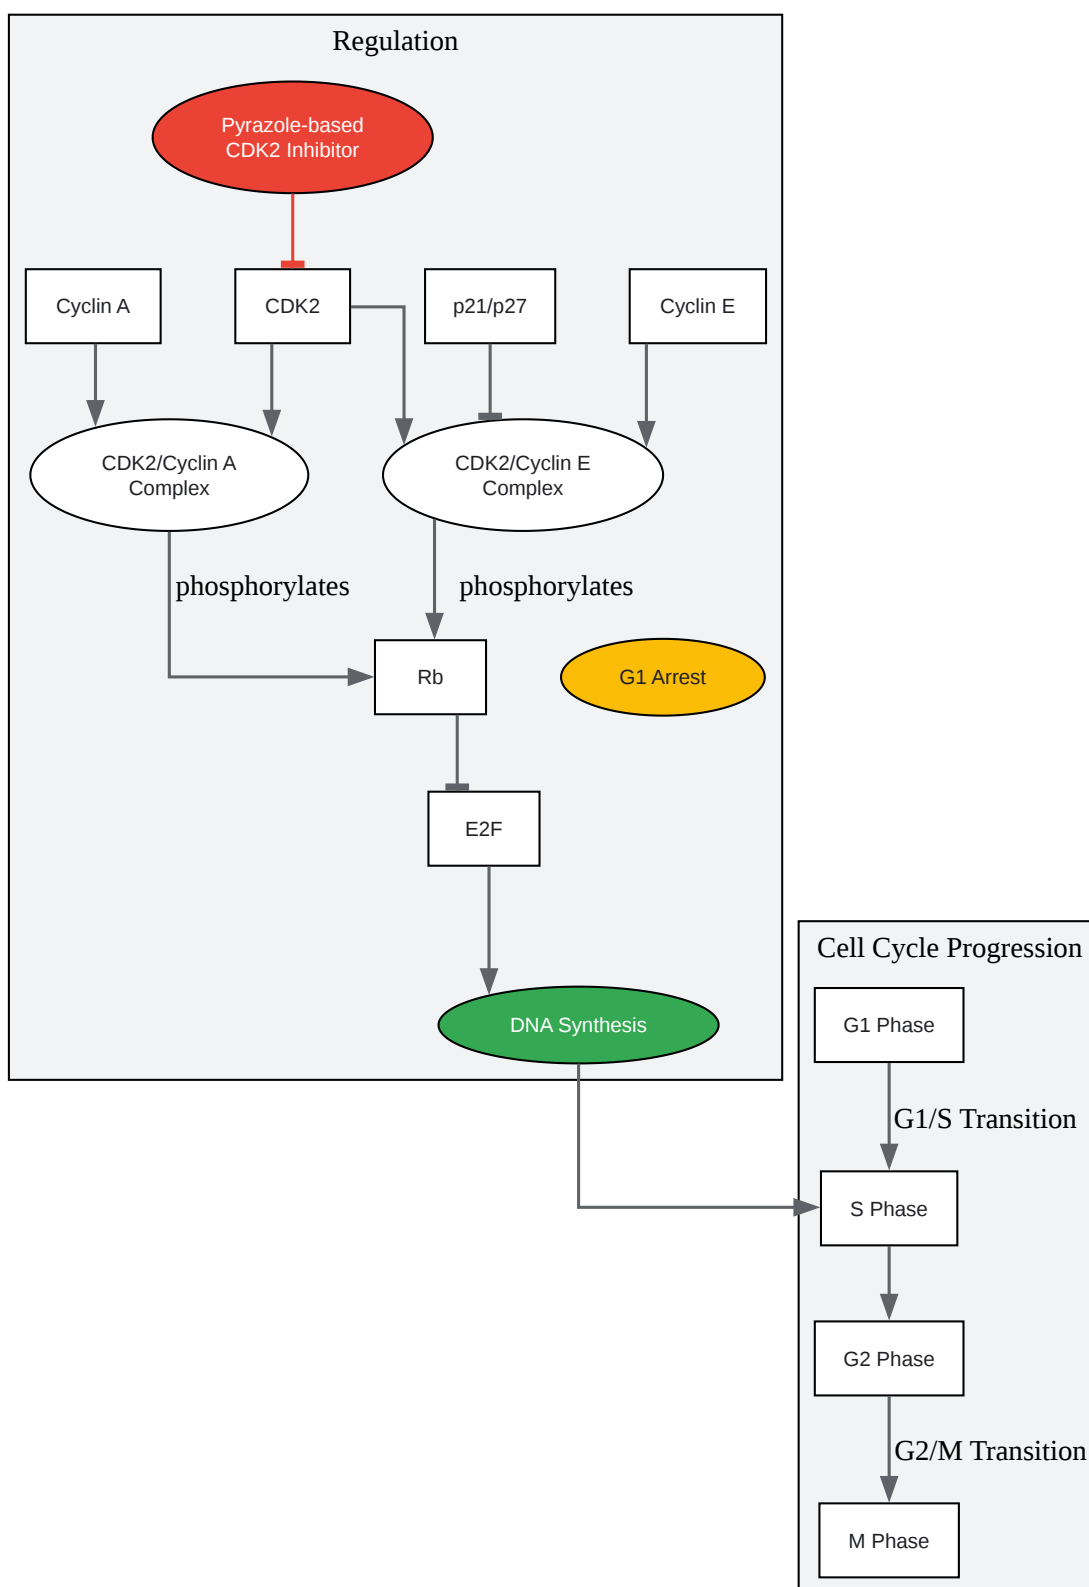 Regulation
Pyrazole-based
CDK2 Inhibitor
Cyclin A
CDK2
p21/p27
Cyclin E
CDK2/Cyclin A
Complex
CDK2/Cyclin E
Complex
phosphorylates
phosphorylates
Rb
G1 Arrest
E2F
DNA Synthesis
Cell Cycle Progression
G1 Phase
G1/S Transition
S Phase
G2 Phase
G2/M Transition
M Phase